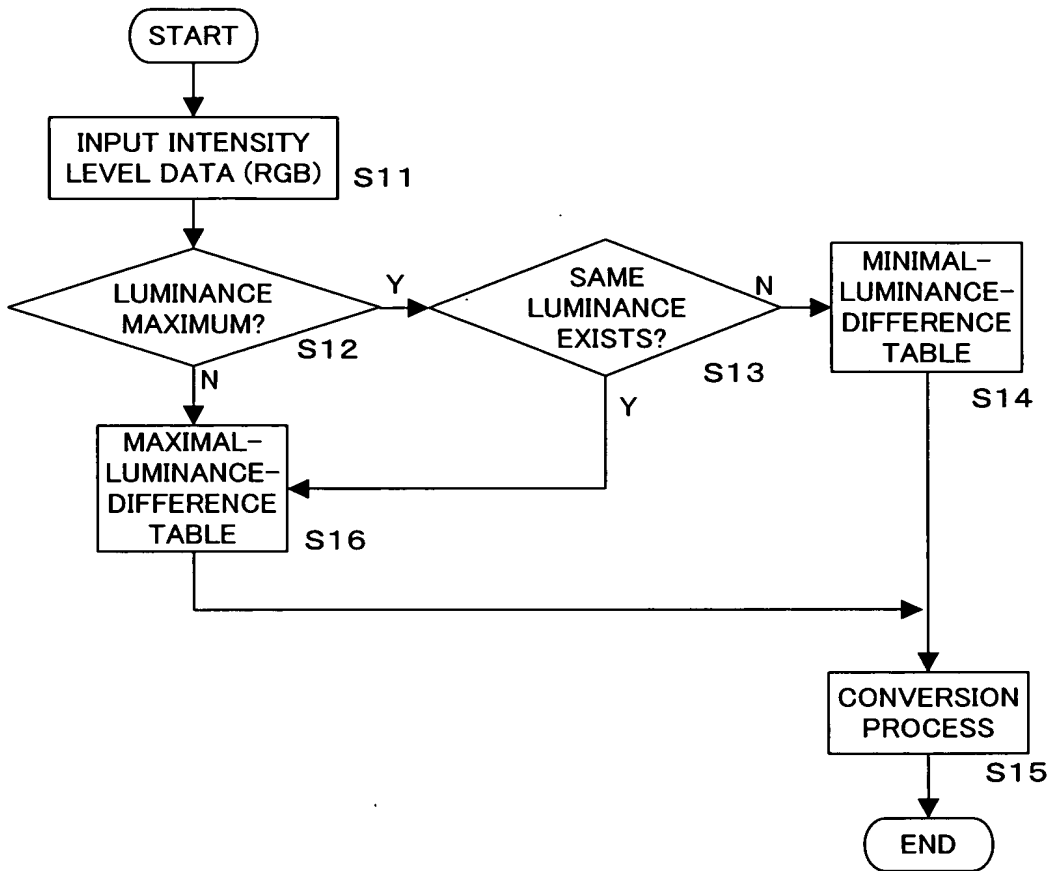 START
INPUT INTENSITY
LEVEL DATA (RGB)
S11
LUMINANCE
MAXIMUM?
S12
Y
N
SAME
LUMINANCE
EXISTS?
S13
N
Y
MINIMAL-
LUMINANCE-
DIFFERENCE
TABLE
S14
MAXIMAL-
LUMINANCE-
DIFFERENCE
TABLE
S16
CONVERSION
PROCESS
S15
END